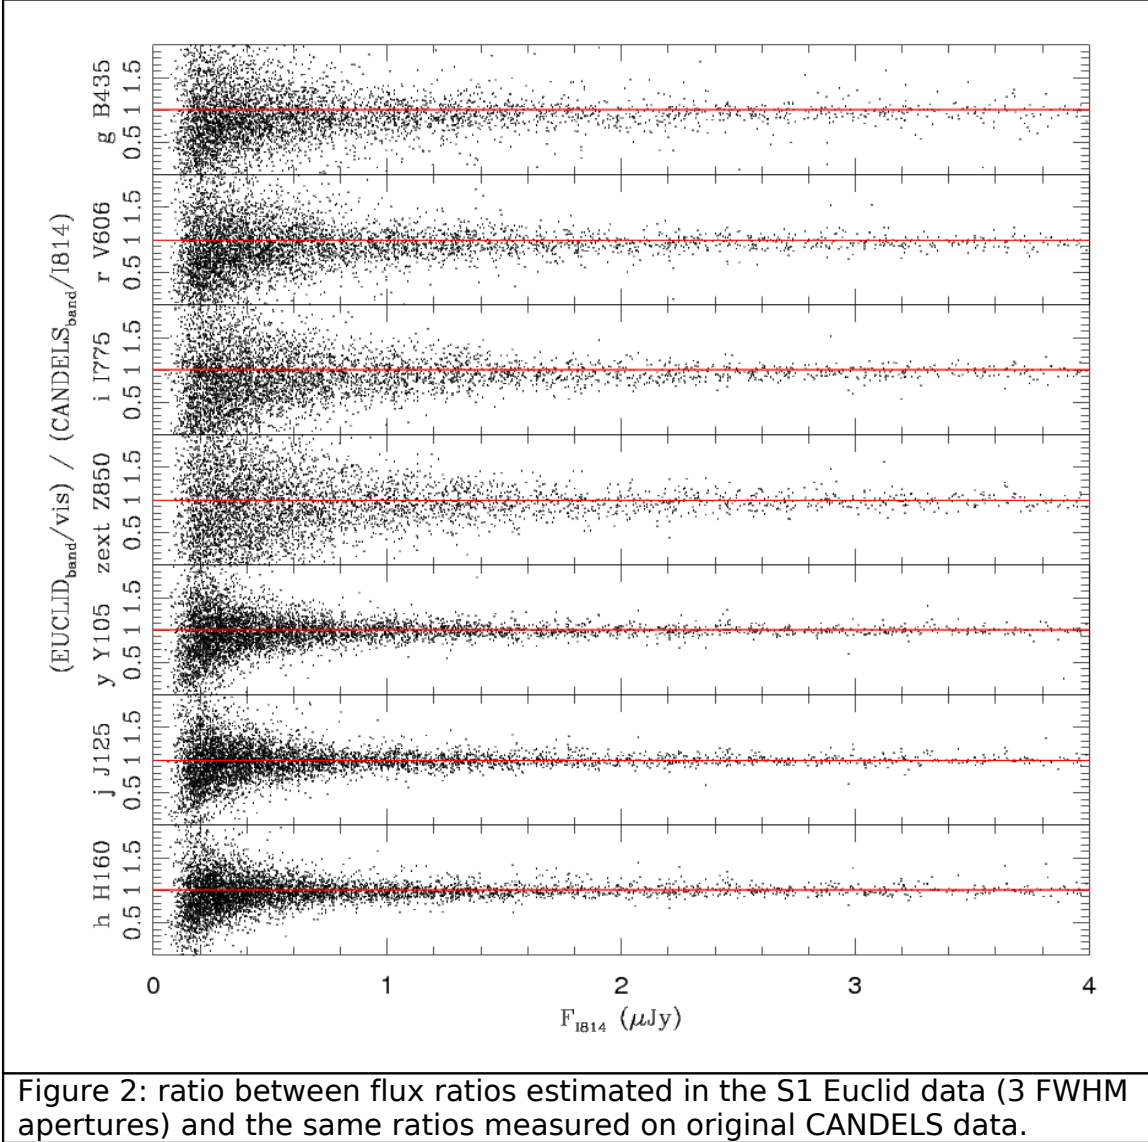 (EUCLID_band/vis) / (CANDELS_band/I814)
g B435
0.5 1 1.5
r V606
0.5 1 1.5
i I775
0.5 1 1.5
zext Z850
0.5 1 1.5
y Y105
0.5 1 1.5
j J125
0.5 1 1.5
h H160
0.5 1 1.5
0 1 2 3 4
F_I814 (μJy)
Figure 2: ratio between flux ratios estimated in the S1 Euclid data (3 FWHM
apertures) and the same ratios measured on original CANDELS data.